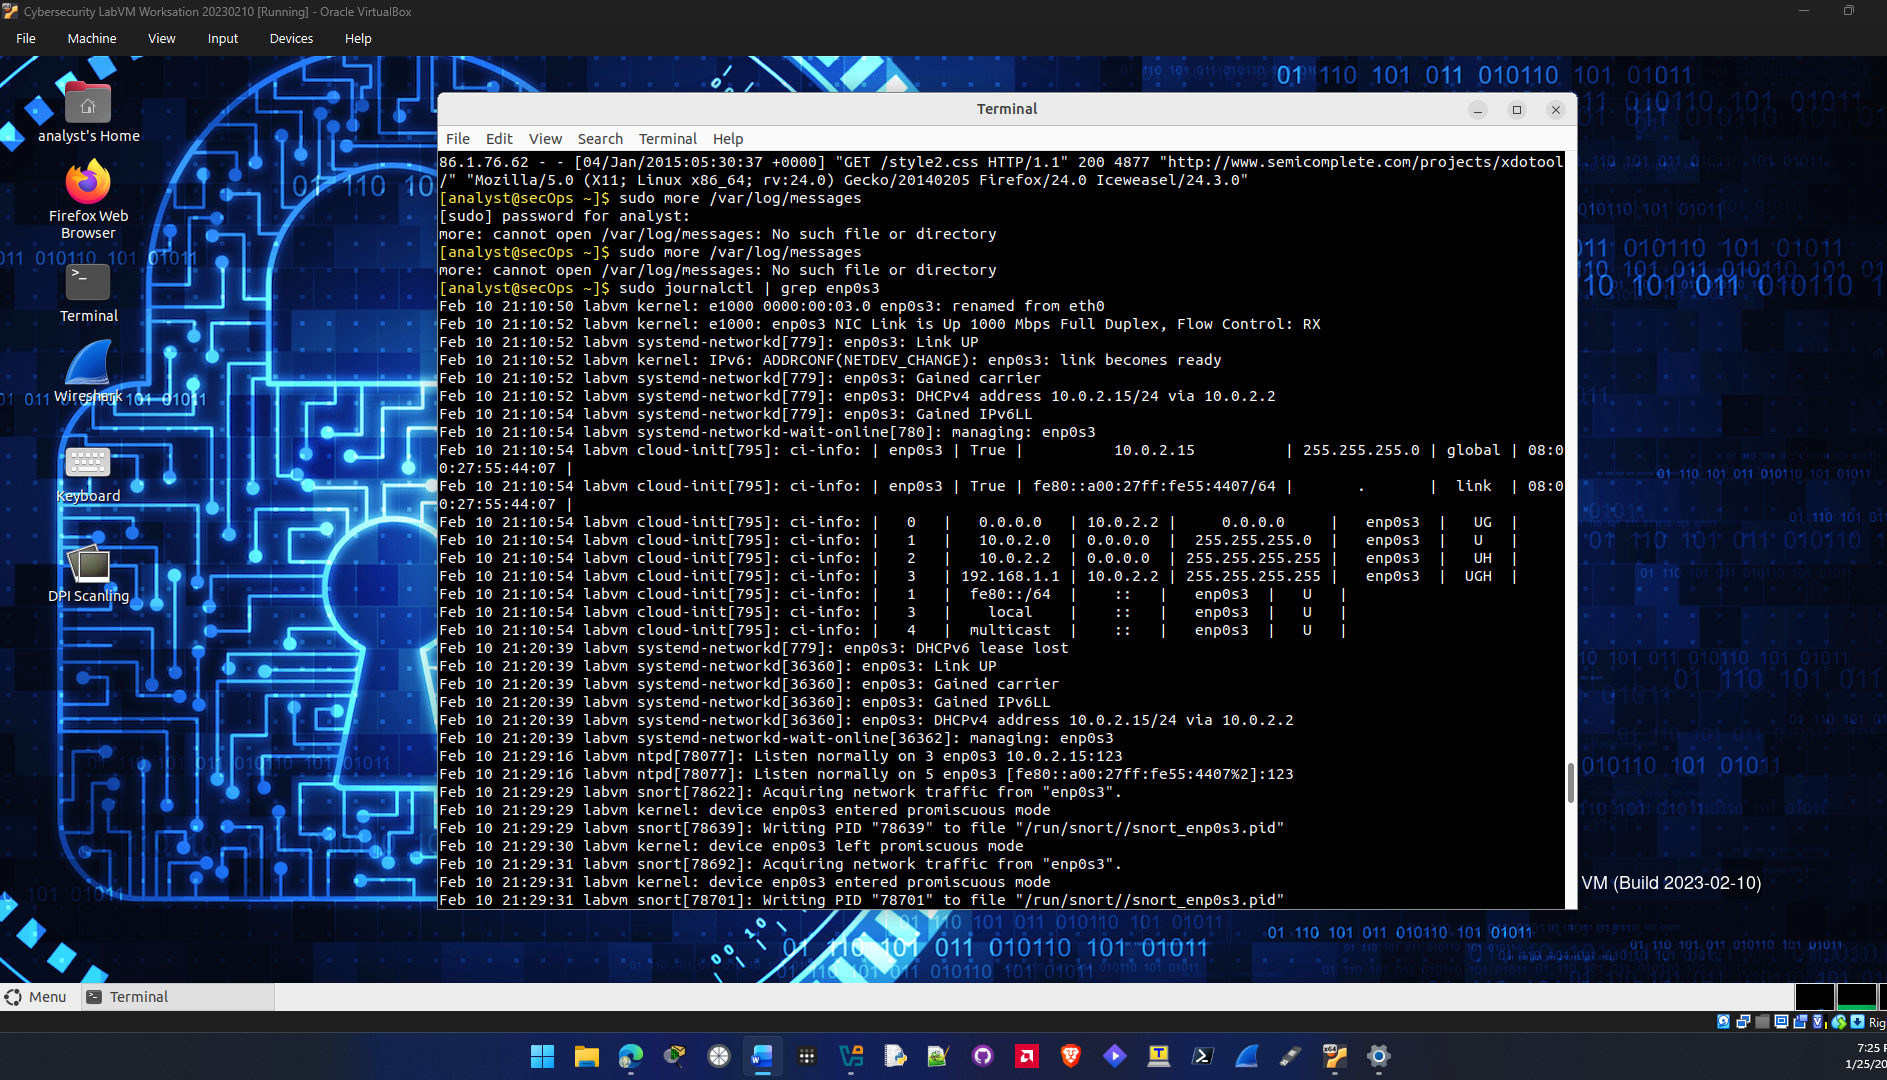 Cybersecurity LabVM Worksation 20230210 [Running] - Oracle VirtualBox
File Machine View Input Devices Help
analyst's Home
Firefox Web
Browser
Terminal
Wireshark
Keyboard
DPI Scanling
Terminal
File Edit View Search Terminal Help
86.1.76.62 - - [04/Jan/2015:05:30:37 +0000] "GET /style2.css HTTP/1.1" 200 4877 "http://www.semicomplete.com/projects/xdotool
/" "Mozilla/5.0 (X11; Linux x86_64; rv:24.0) Gecko/20140205 Firefox/24.0 Iceweasel/24.3.0"
[analyst@secOps ~]$ sudo more /var/log/messages
[sudo] password for analyst:
more: cannot open /var/log/messages: No such file or directory
[analyst@secOps ~]$ sudo more /var/log/messages
more: cannot open /var/log/messages: No such file or directory
[analyst@secOps ~]$ sudo journalctl | grep enp0s3
Feb 10 21:10:50 labvm kernel: e1000 0000:00:03.0 enp0s3: renamed from eth0
Feb 10 21:10:52 labvm kernel: e1000: enp0s3 NIC Link is Up 1000 Mbps Full Duplex, Flow Control: RX
Feb 10 21:10:52 labvm systemd-networkd[779]: enp0s3: Link UP
Feb 10 21:10:52 labvm kernel: IPv6: ADDRCONF(NETDEV_CHANGE): enp0s3: link becomes ready
Feb 10 21:10:52 labvm systemd-networkd[779]: enp0s3: Gained carrier
Feb 10 21:10:52 labvm systemd-networkd[779]: enp0s3: DHCPv4 address 10.0.2.15/24 via 10.0.2.2
Feb 10 21:10:54 labvm systemd-networkd[779]: enp0s3: Gained IPv6LL
Feb 10 21:10:54 labvm systemd-networkd-wait-online[780]: managing: enp0s3
Feb 10 21:10:54 labvm cloud-init[795]: ci-info: | enp0s3 | True | 10.0.2.15 | 255.255.255.0 | global | 08:0
0:27:55:44:07 |
Feb 10 21:10:54 labvm cloud-init[795]: ci-info: | enp0s3 | True | fe80::a00:27ff:fe55:4407/64 | . | link | 08:0
0:27:55:44:07 |
Feb 10 21:10:54 labvm cloud-init[795]: ci-info: | 0 | 0.0.0.0 | 10.0.2.2 | 0.0.0.0 | enp0s3 | UG |
Feb 10 21:10:54 labvm cloud-init[795]: ci-info: | 1 | 10.0.2.0 | 0.0.0.0 | 255.255.255.0 | enp0s3 | U |
Feb 10 21:10:54 labvm cloud-init[795]: ci-info: | 2 | 10.0.2.2 | 0.0.0.0 | 255.255.255.255 | enp0s3 | UH |
Feb 10 21:10:54 labvm cloud-init[795]: ci-info: | 3 | 192.168.1.1 | 10.0.2.2 | 255.255.255.255 | enp0s3 | UGH |
Feb 10 21:10:54 labvm cloud-init[795]: ci-info: | 1 | fe80::/64 | :: | enp0s3 | U |
Feb 10 21:10:54 labvm cloud-init[795]: ci-info: | 3 | local | :: | enp0s3 | U |
Feb 10 21:10:54 labvm cloud-init[795]: ci-info: | 4 | multicast | :: | enp0s3 | U |
Feb 10 21:20:39 labvm systemd-networkd[779]: enp0s3: DHCPv6 lease lost
Feb 10 21:20:39 labvm systemd-networkd[36360]: enp0s3: Link UP
Feb 10 21:20:39 labvm systemd-networkd[36360]: enp0s3: Gained carrier
Feb 10 21:20:39 labvm systemd-networkd[36360]: enp0s3: Gained IPv6LL
Feb 10 21:20:39 labvm systemd-networkd[36360]: enp0s3: DHCPv4 address 10.0.2.15/24 via 10.0.2.2
Feb 10 21:20:39 labvm systemd-networkd-wait-online[36362]: managing: enp0s3
Feb 10 21:29:16 labvm ntpd[78077]: Listen normally on 3 enp0s3 10.0.2.15:123
Feb 10 21:29:16 labvm ntpd[78077]: Listen normally on 5 enp0s3 [fe80::a00:27ff:fe55:4407%2]:123
Feb 10 21:29:29 labvm snort[78622]: Acquiring network traffic from "enp0s3".
Feb 10 21:29:29 labvm kernel: device enp0s3 entered promiscuous mode
Feb 10 21:29:29 labvm snort[78639]: Writing PID "78639" to file "/run/snort//snort_enp0s3.pid"
Feb 10 21:29:30 labvm kernel: device enp0s3 left promiscuous mode
Feb 10 21:29:31 labvm snort[78692]: Acquiring network traffic from "enp0s3".
Feb 10 21:29:31 labvm kernel: device enp0s3 entered promiscuous mode
Feb 10 21:29:31 labvm snort[78701]: Writing PID "78701" to file "/run/snort//snort_enp0s3.pid"
VM (Build 2023-02-10)
01 110 101 011 010110 101 01011
Menu
Terminal
Rig
7:25
1/25/20